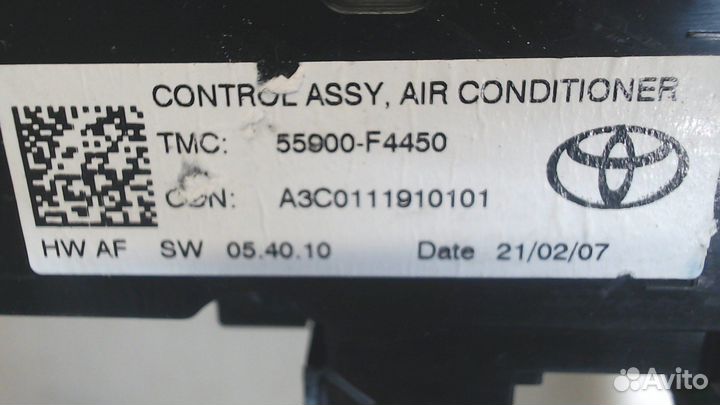 CONTROL ASSY, AIR CONDITIONER
TMC: 55900-F4450
CON: A3C0111910101
HW AF SW 05.40.10 Date 21/02/07
Avito